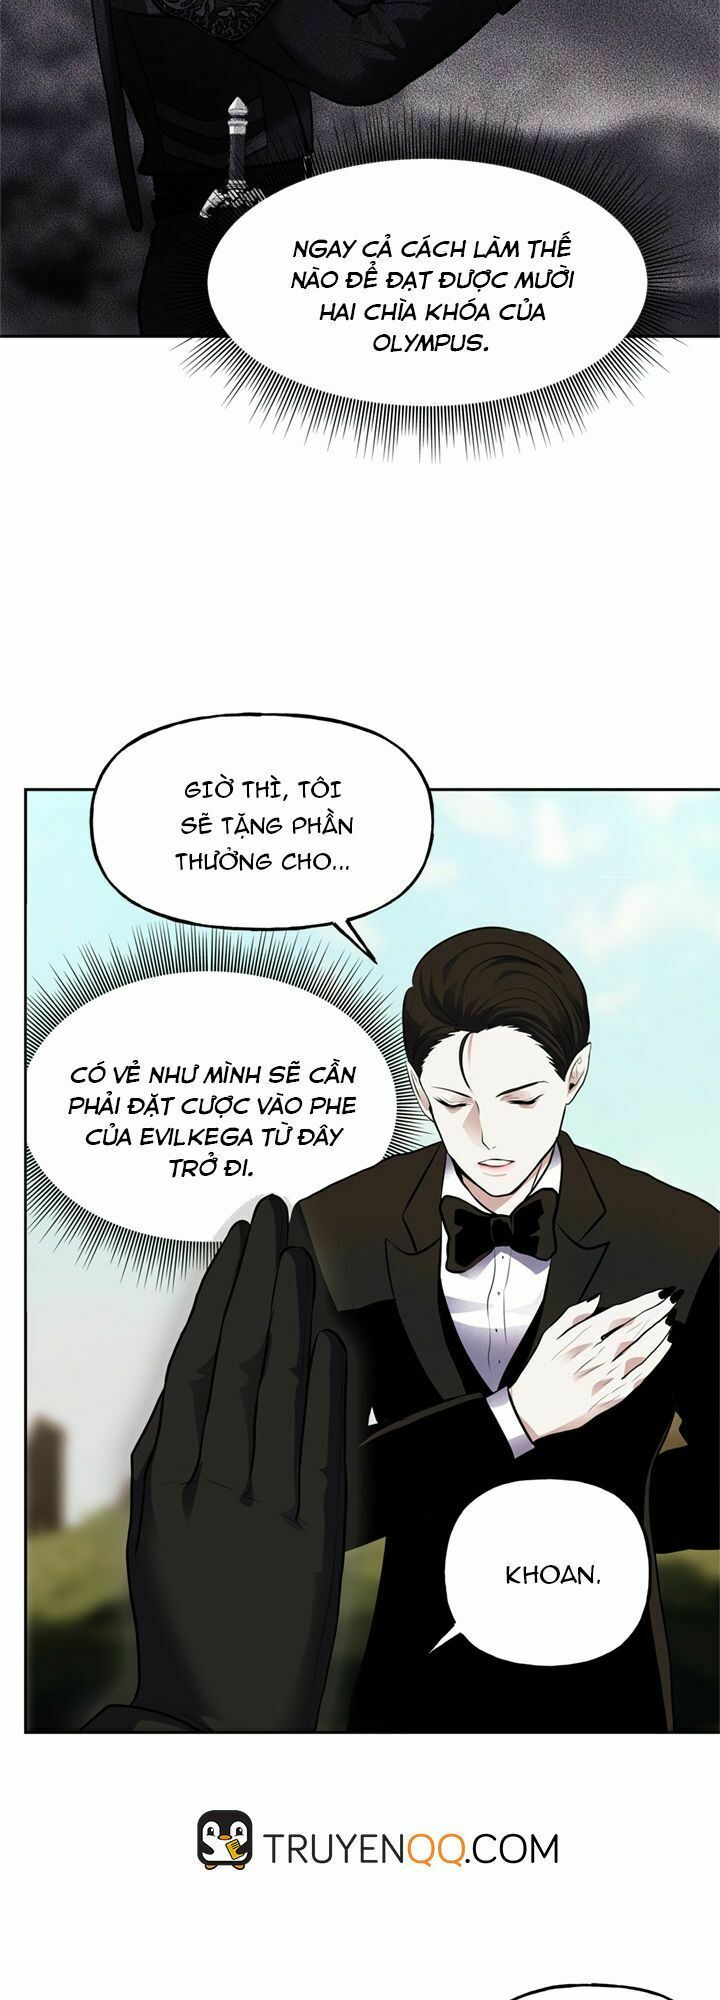 NGAY CẢ CÁCH LÀM THẾ
NÀO ĐỂ ĐẠT ĐƯỢC MƯỜI
HAI CHÌA KHÓA CỦA
OLYMPUS.
GIỜ THÌ, TÔI
SẼ TẶNG PHẦN
THƯỞNG CHO...
CÓ VẺ NHƯ MÌNH SẼ CẦN
PHẢI ĐẶT CƯỢC VÀO PHE
CỦA EVILKEGA TỪ ĐÂY
TRỞ ĐI.
KHOAN.
TRUYENQQ.COM